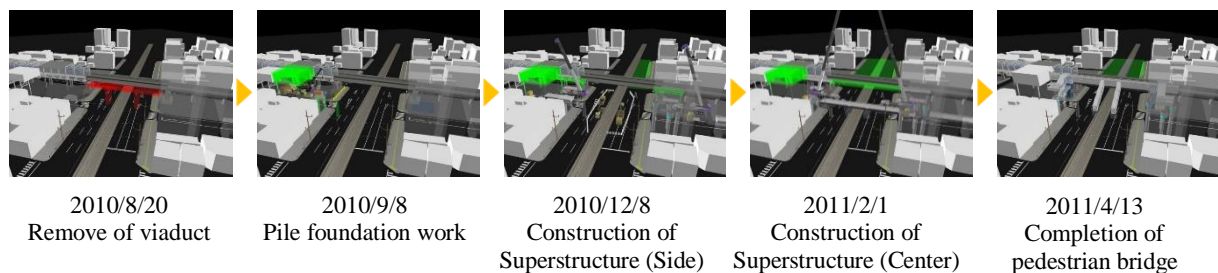 2010/8/20
Remove of viaduct
2010/9/8
Pile foundation work
2010/12/8
Construction of
Superstructure (Side)
2011/2/1
Construction of
Superstructure (Center)
2011/4/13
Completion of
pedestrian bridge